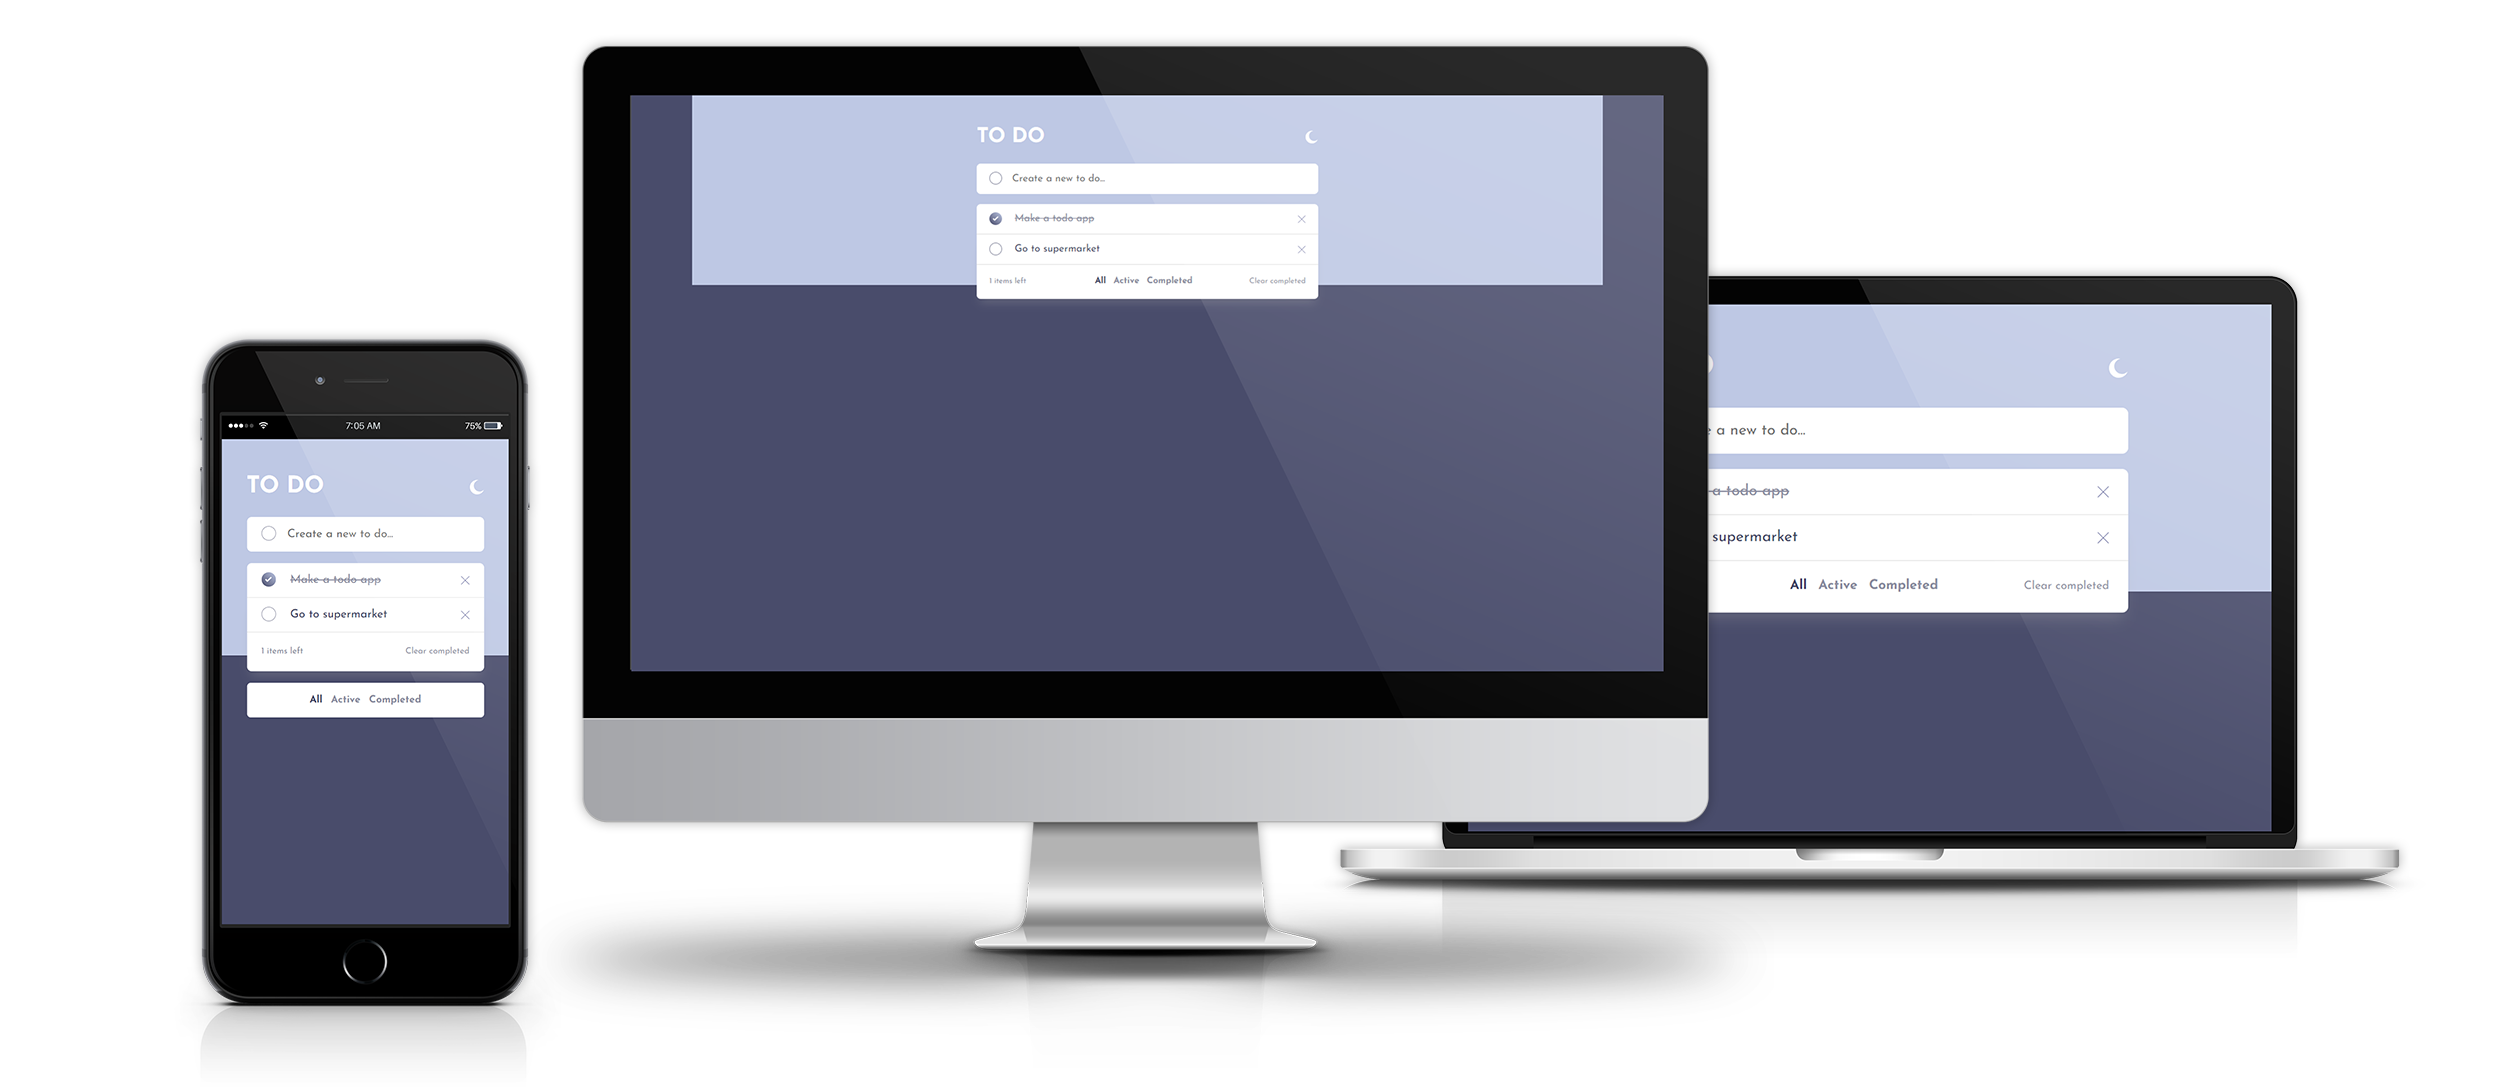 7:05 AM 75%
TO DO
Create a new to do...
Make a todo app
Go to supermarket
1 items left Clear completed
All Active Completed
TO DO
Create a new to do...
Make a todo app
Go to supermarket
1 items left All Active Completed Clear completed
a new to do...
a todo app
supermarket
All Active Completed Clear completed